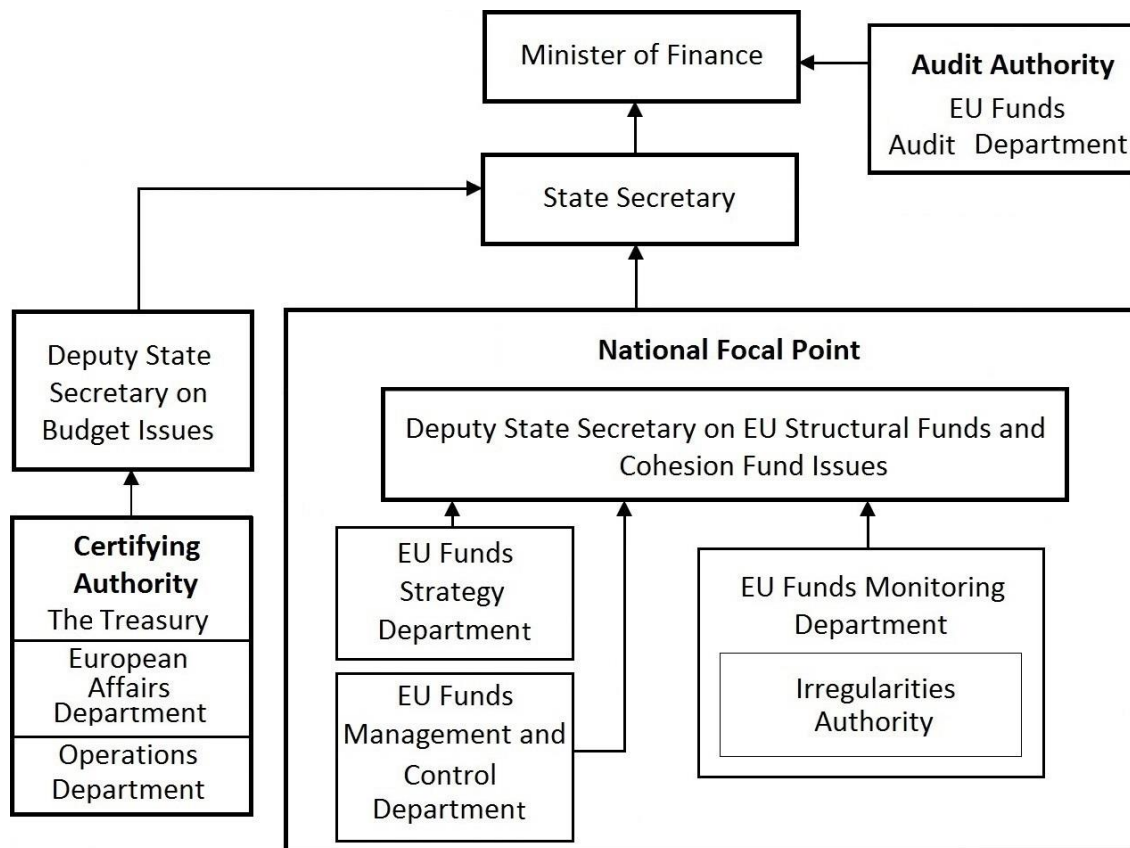 Minister of Finance
Audit Authority
EU Funds
Audit Department
State Secretary
Deputy State
Secretary on
Budget Issues
National Focal Point
Deputy State Secretary on EU Structural Funds and
Cohesion Fund Issues
Certifying
Authority
The Treasury
European
Affairs
Department
Operations
Department
EU Funds
Strategy
Department
EU Funds
Management and
Control
Department
EU Funds Monitoring
Department
Irregularities
Authority